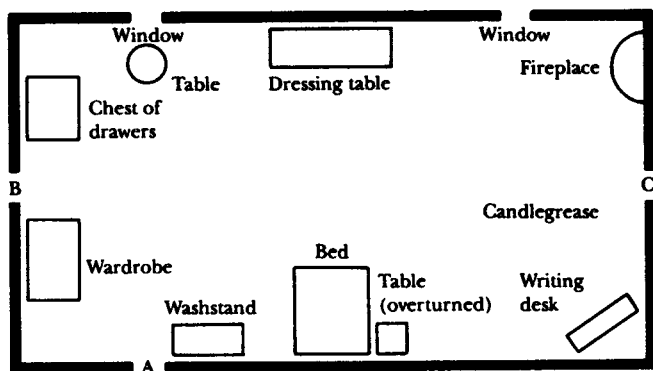 Window
Window
Table
Dressing table
Fireplace
Chest of
drawers
B
C
Candlegrease
Wardrobe
Bed
Table
(overturned)
Writing
desk
Washstand
A